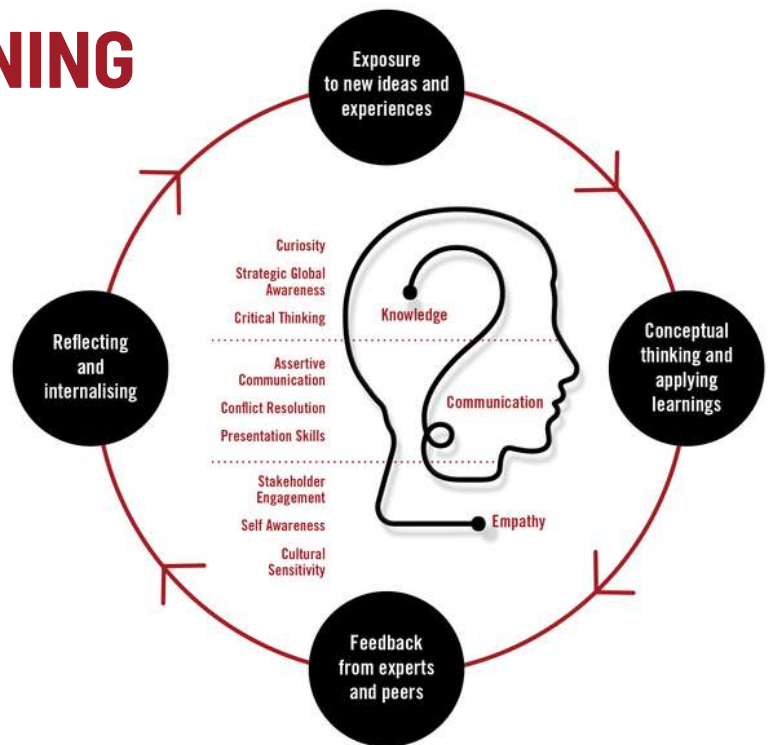 NING
Exposure
to new ideas and
experiences
Curiosity
Strategic Global
Awareness
Critical Thinking
Knowledge
Reflecting
and
internalising
Conceptual
thinking and
applying
learnings
Assertive
Communication
Conflict Resolution
Presentation Skills
Communication
Stakeholder
Engagement
Self Awareness
Cultural
Sensitivity
Empathy
Feedback
from experts
and peers